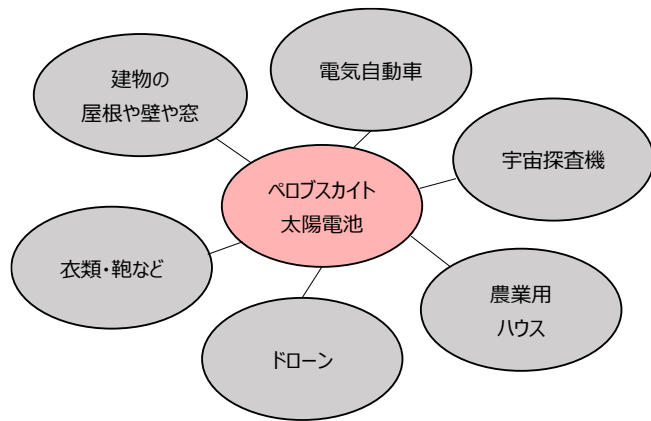 電気自動車
建物の
屋根や壁や窓
宇宙探査機
ペロブスカイト
太陽電池
衣類・鞄など
農業用
ハウス
ドローン